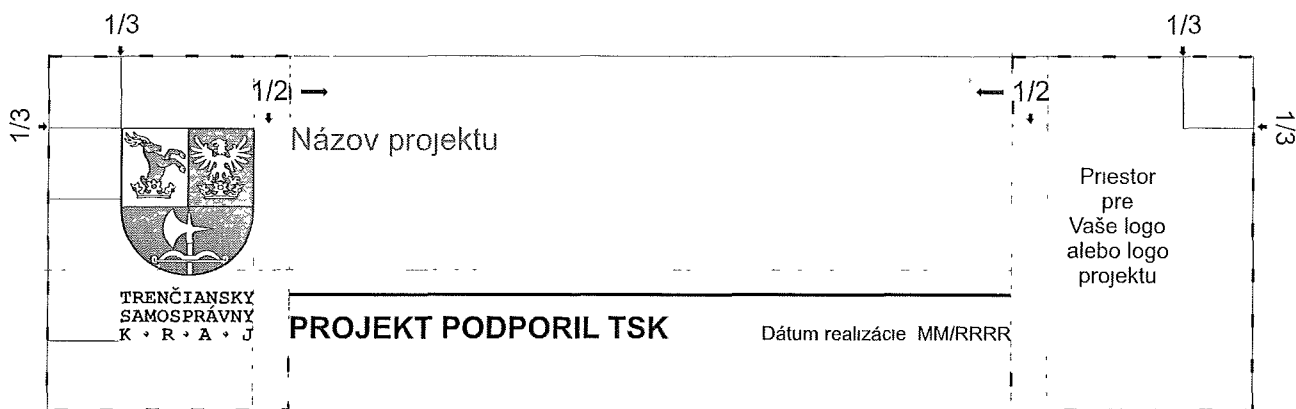 1/3
1/3
1/2
1/2
1/3
1/3
Názov projektu
Priestor
pre
Vaše logo
alebo logo
projektu
TRENČIANSKY
SAMOSPRÁVNY
K • R • A • J
PROJEKT PODPORIL TSK
Dátum realizácie MM/RRRR